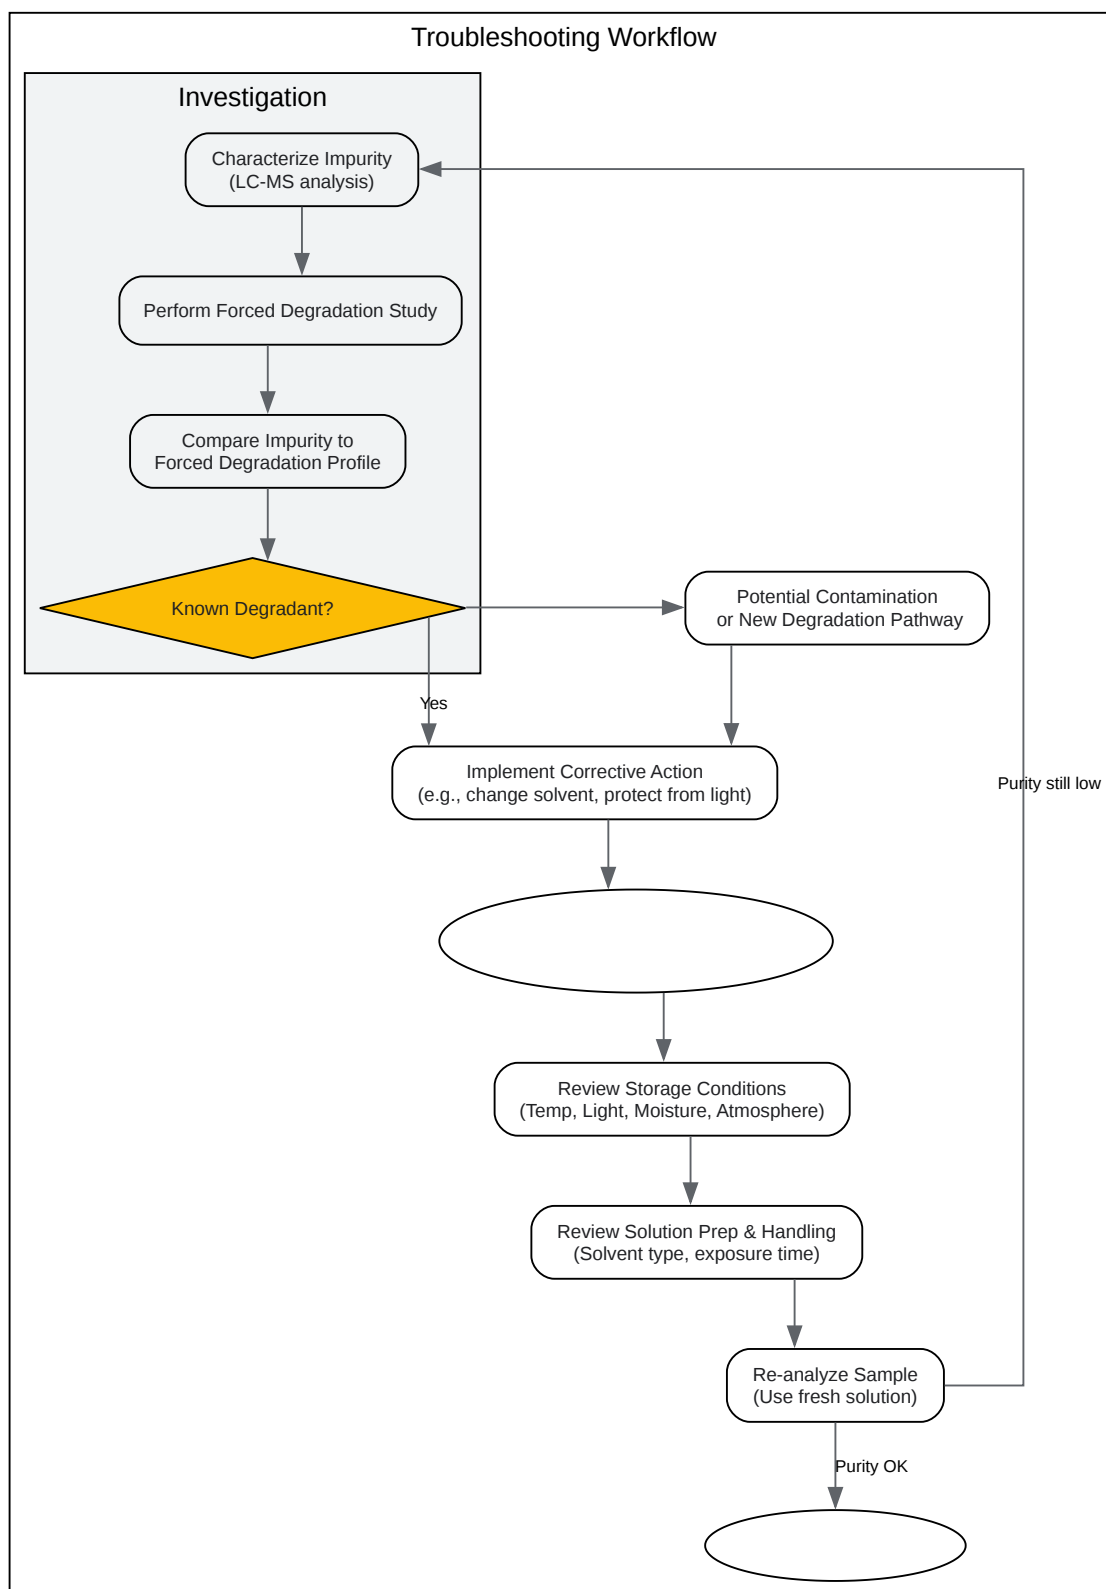 Troubleshooting Workflow
Investigation
Characterize Impurity
(LC-MS analysis)
Perform Forced Degradation Study
Compare Impurity to
Forced Degradation Profile
Known Degradant?
Potential Contamination
or New Degradation Pathway
Yes
Implement Corrective Action
(e.g., change solvent, protect from light)
Purity still low
Review Storage Conditions
(Temp, Light, Moisture, Atmosphere)
Review Solution Prep & Handling
(Solvent type, exposure time)
Re-analyze Sample
(Use fresh solution)
Purity OK